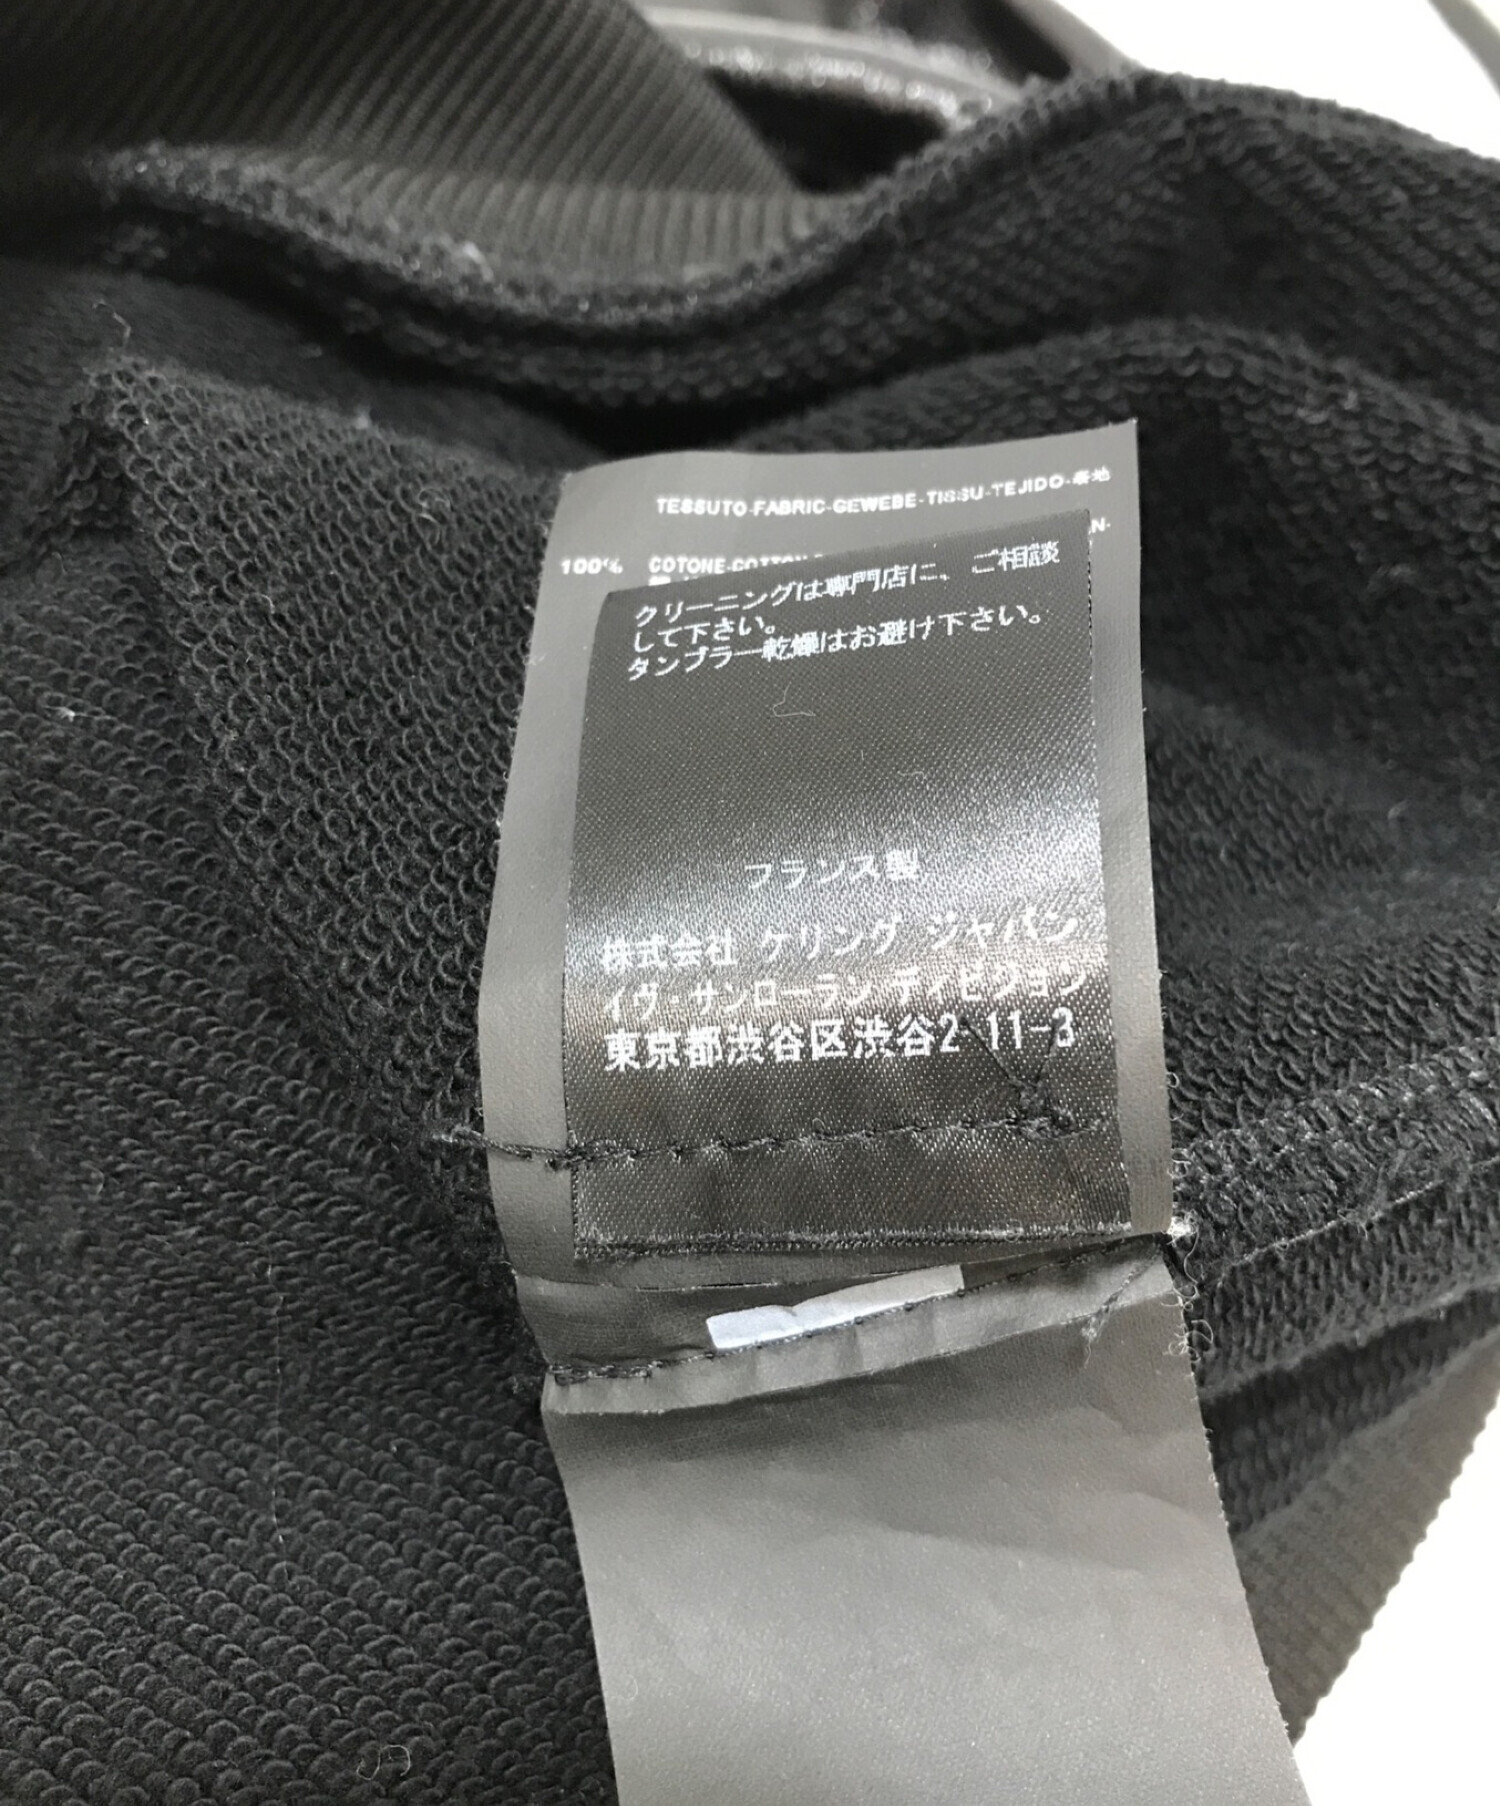 TESSUTO-FABRIC-GEWEBE-TISSU-TEJIDO-表地
100% COTONE-COTTON
クリーニングは専門店に、ご相談
して下さい。
タンブラー乾燥はお避け下さい。
フランス製
株式会社 ケリング ジャパン
イヴ・サンローラン ディビジョン
東京都渋谷区渋谷2-11-3